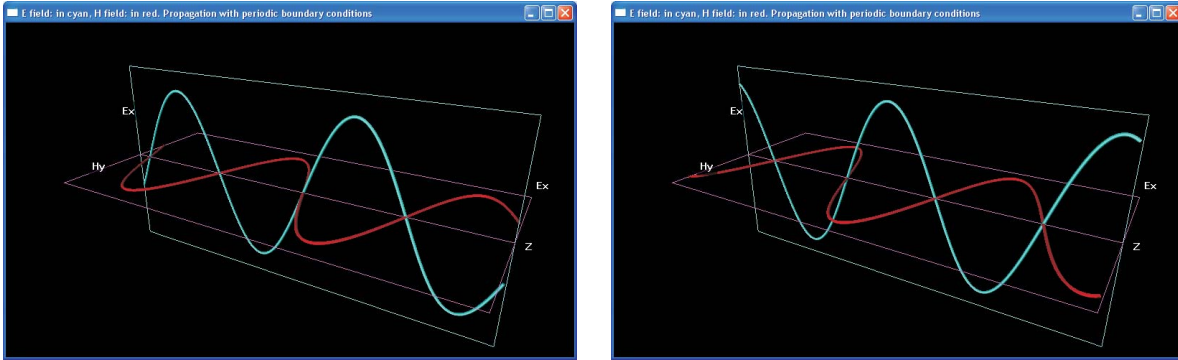 E field: in cyan, H field: in red. Propagation with periodic boundary conditions
Ex
Hy
Ex
Z
E field: in cyan, H field: in red. Propagation with periodic boundary conditions
Ex
Hy
Ex
Z